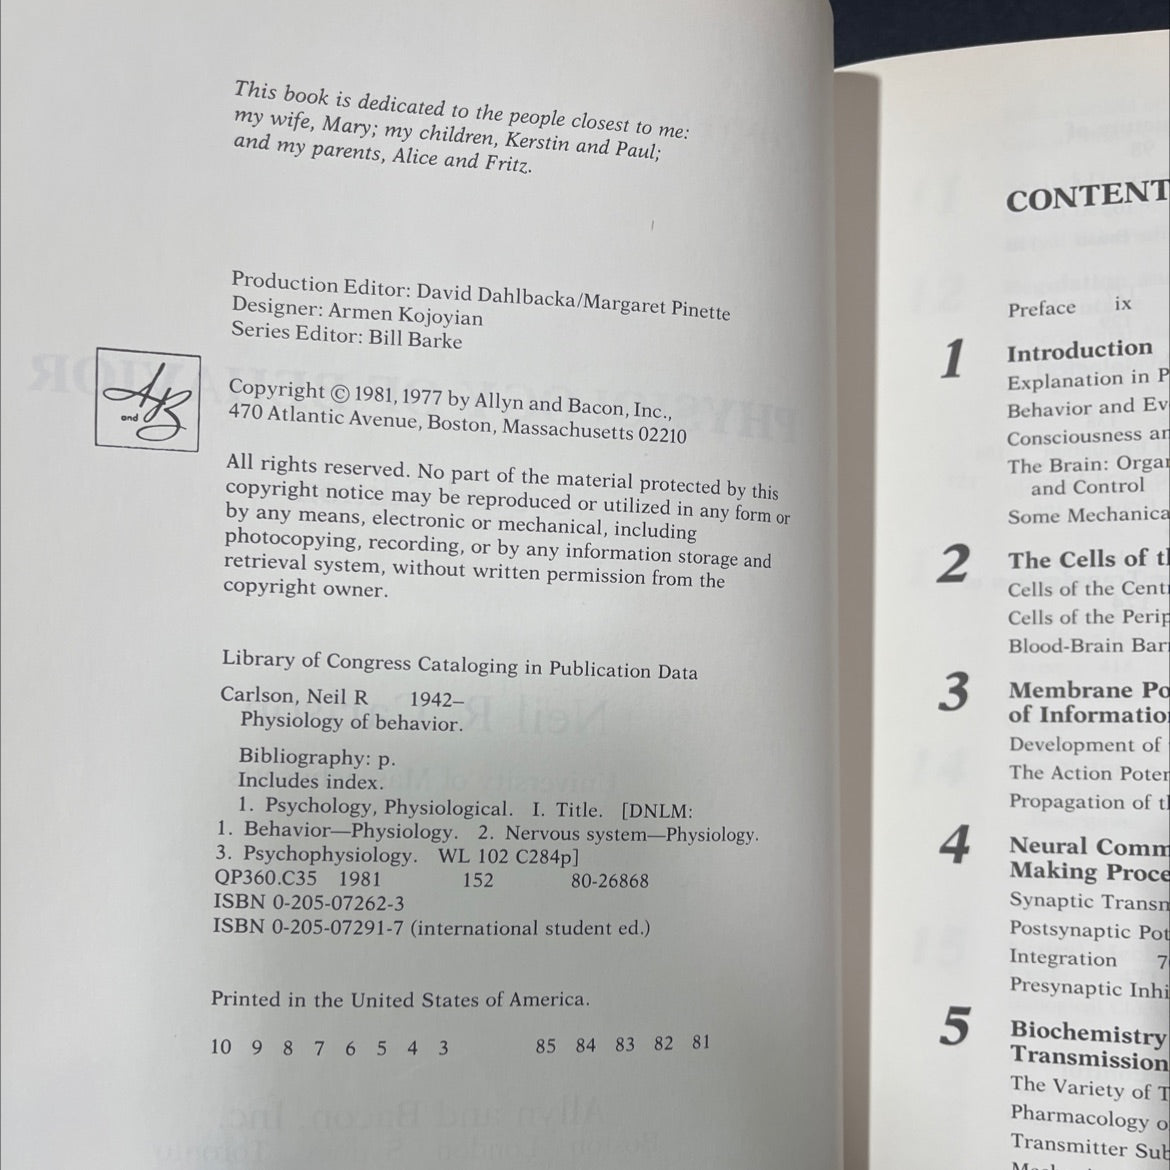 This book is dedicated to the people closest to me:
my wife, Mary; my children, Kerstin and Paul;
and my parents, Alice and Fritz.
Production Editor: David Dahlbacka/Margaret Pinette
Designer: Armen Kojoyian
Series Editor: Bill Barke
and
Copyright © 1981, 1977 by Allyn and Bacon, Inc.,
470 Atlantic Avenue, Boston, Massachusetts 02210
All rights reserved. No part of the material protected by this
copyright notice may be reproduced or utilized in any form or
by any means, electronic or mechanical, including
photocopying, recording, or by any information storage and
retrieval system, without written permission from the
copyright owner.
Library of Congress Cataloging in Publication Data
Carlson, Neil R 1942–
Physiology of behavior.
Bibliography: p.
Includes index.
1. Psychology, Physiological. I. Title. [DNLM:
1. Behavior—Physiology. 2. Nervous system—Physiology.
3. Psychophysiology. WL 102 C284p]
QP360.C35 1981 152 80-26868
ISBN 0-205-07262-3
ISBN 0-205-07291-7 (international student ed.)
Printed in the United States of America.
10 9 8 7 6 5 4 3 85 84 83 82 81
CONTENT
Preface ix
1 Introduction
Explanation in P
Behavior and Ev
Consciousness an
The Brain: Organ
and Control
Some Mechanica
2 The Cells of th
Cells of the Cent
Cells of the Perip
Blood-Brain Barr
3 Membrane Po
of Informatio
Development of
The Action Poter
Propagation of th
4 Neural Comm
Making Proce
Synaptic Transm
Postsynaptic Pot
Integration 7
Presynaptic Inhi
5 Biochemistry
Transmission
The Variety of T
Pharmacology o
Transmitter Sub